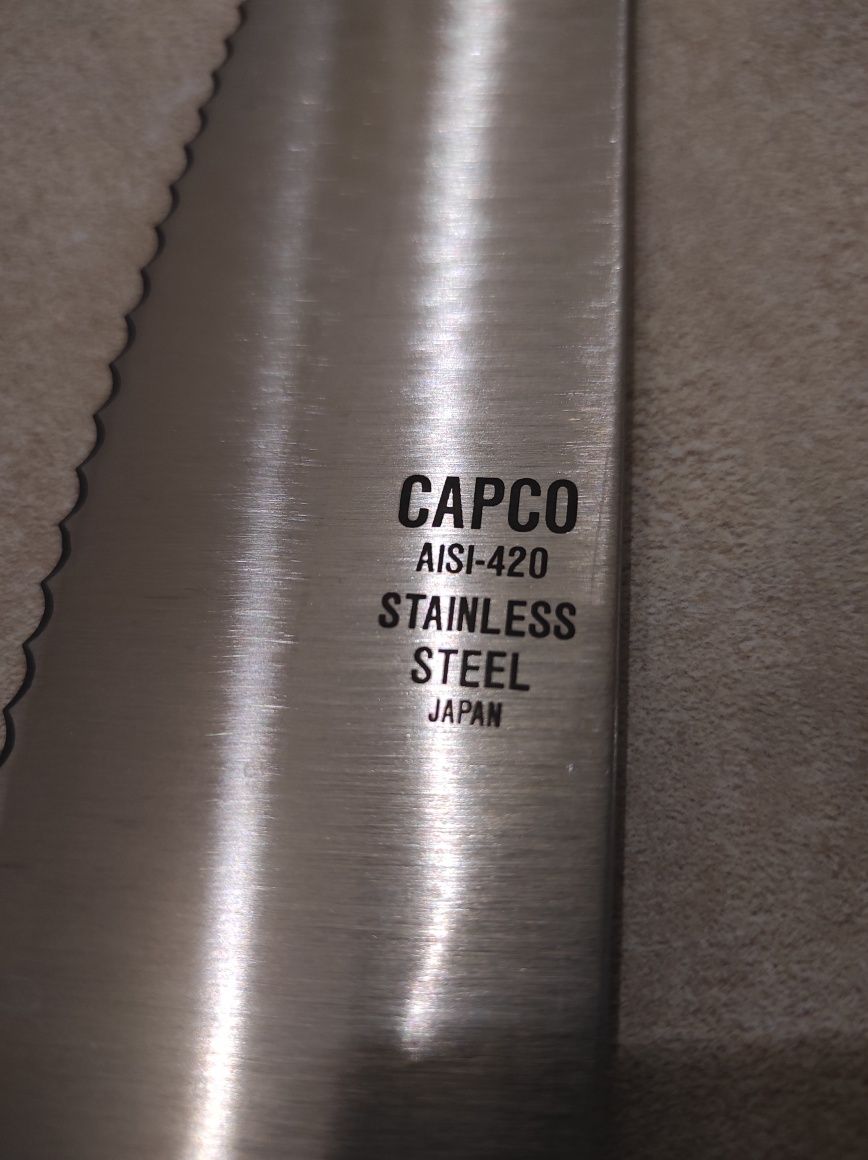 CAPCO
AISI-420
STAINLESS
STEEL
JAPAN